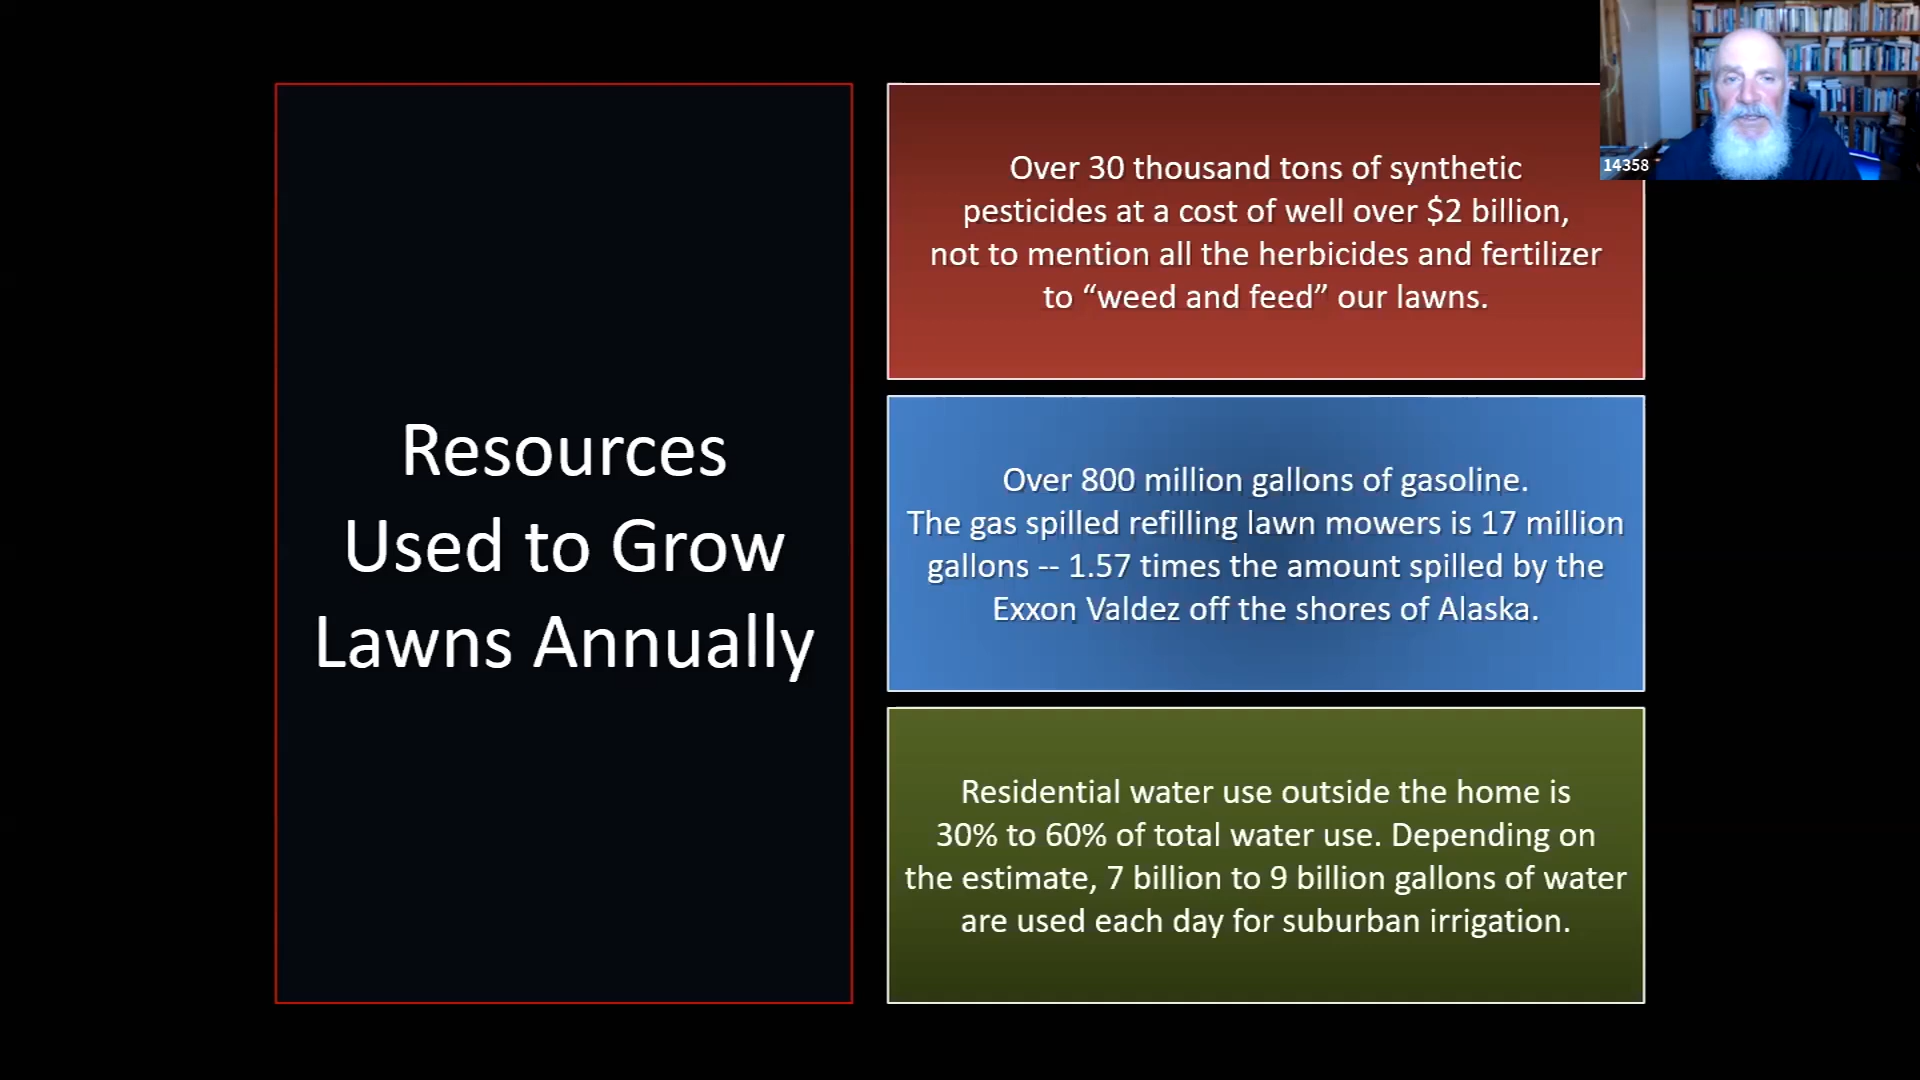 Resources
Used to Grow
Lawns Annually
Over 30 thousand tons of synthetic
pesticides at a cost of well over $2 billion,
not to mention all the herbicides and fertilizer
to “weed and feed” our lawns.
Over 800 million gallons of gasoline.
The gas spilled refilling lawn mowers is 17 million
gallons -- 1.57 times the amount spilled by the
Exxon Valdez off the shores of Alaska.
Residential water use outside the home is
30% to 60% of total water use. Depending on
the estimate, 7 billion to 9 billion gallons of water
are used each day for suburban irrigation.
14358